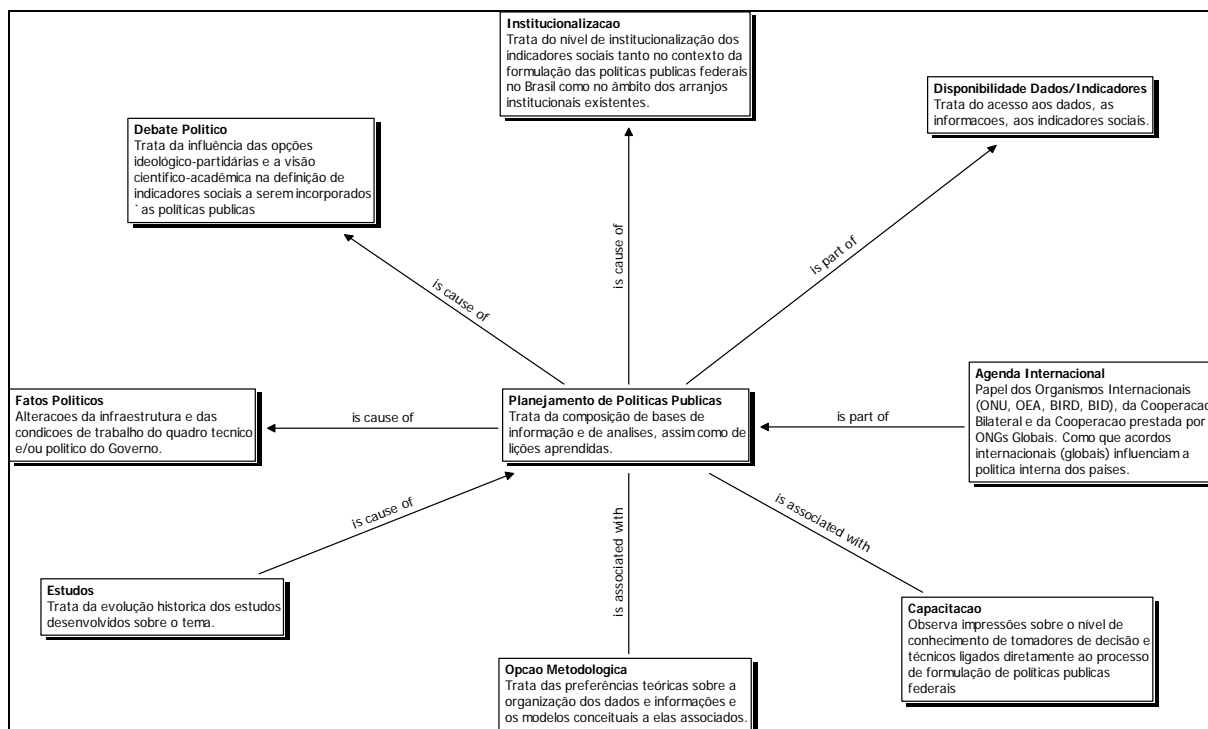 Institucionalizacao
Trata do nível de institucionalização dos
indicadores sociais tanto no contexto da
formulação das políticas publicas federais
no Brasil como no âmbito dos arranjos
institucionais existentes.
Disponibilidade Dados/Indicadores
Trata do acesso aos dados, as
informacoes, aos indicadores sociais.
Debate Politico
Trata da influência das opções
ideológico-partidárias e a visão
cientifico-acadêmica na definição de
indicadores sociais a serem incorporados
`as políticas publicas
is cause of
is cause of
is part of
Fatos Politicos
Alteracoes da infraestrutura e das
condicoes de trabalho do quadro tecnico
e/ou politico do Governo.
is cause of
Planejamento de Politicas Publicas
Trata da composição de bases de
informação e de analises, assim como de
lições aprendidas.
is part of
Agenda Internacional
Papel dos Organismos Internacionais
(ONU, OEA, BIRD, BID), da Cooperacao
Bilateral e da Cooperacao prestada por
ONGs Globais. Como que acordos
internacionais (globais) influenciam a
politica interna dos países.
is cause of
is associated with
is associated with
Estudos
Trata da evolução historica dos estudos
desenvolvidos sobre o tema.
Opcao Metodologica
Trata das preferências teóricas sobre a
organização dos dados e informações e
os modelos conceituais a elas associados.
Capacitacao
Observa impressões sobre o nível de
conhecimento de tomadores de decisão e
técnicos ligados diretamente ao processo
de formulação de políticas publicas
federais